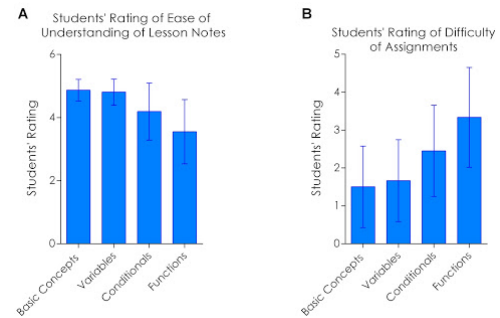 A
Students' Rating of Ease of
Understanding of Lesson Notes
Students' Rating
6
4
2
0
Basic Concepts
Variables
Conditionals
Functions
B
Students' Rating of Difficulty
of Assignments
Students' Rating
5
4
3
2
1
0
Basic Concepts
Variables
Conditionals
Functions